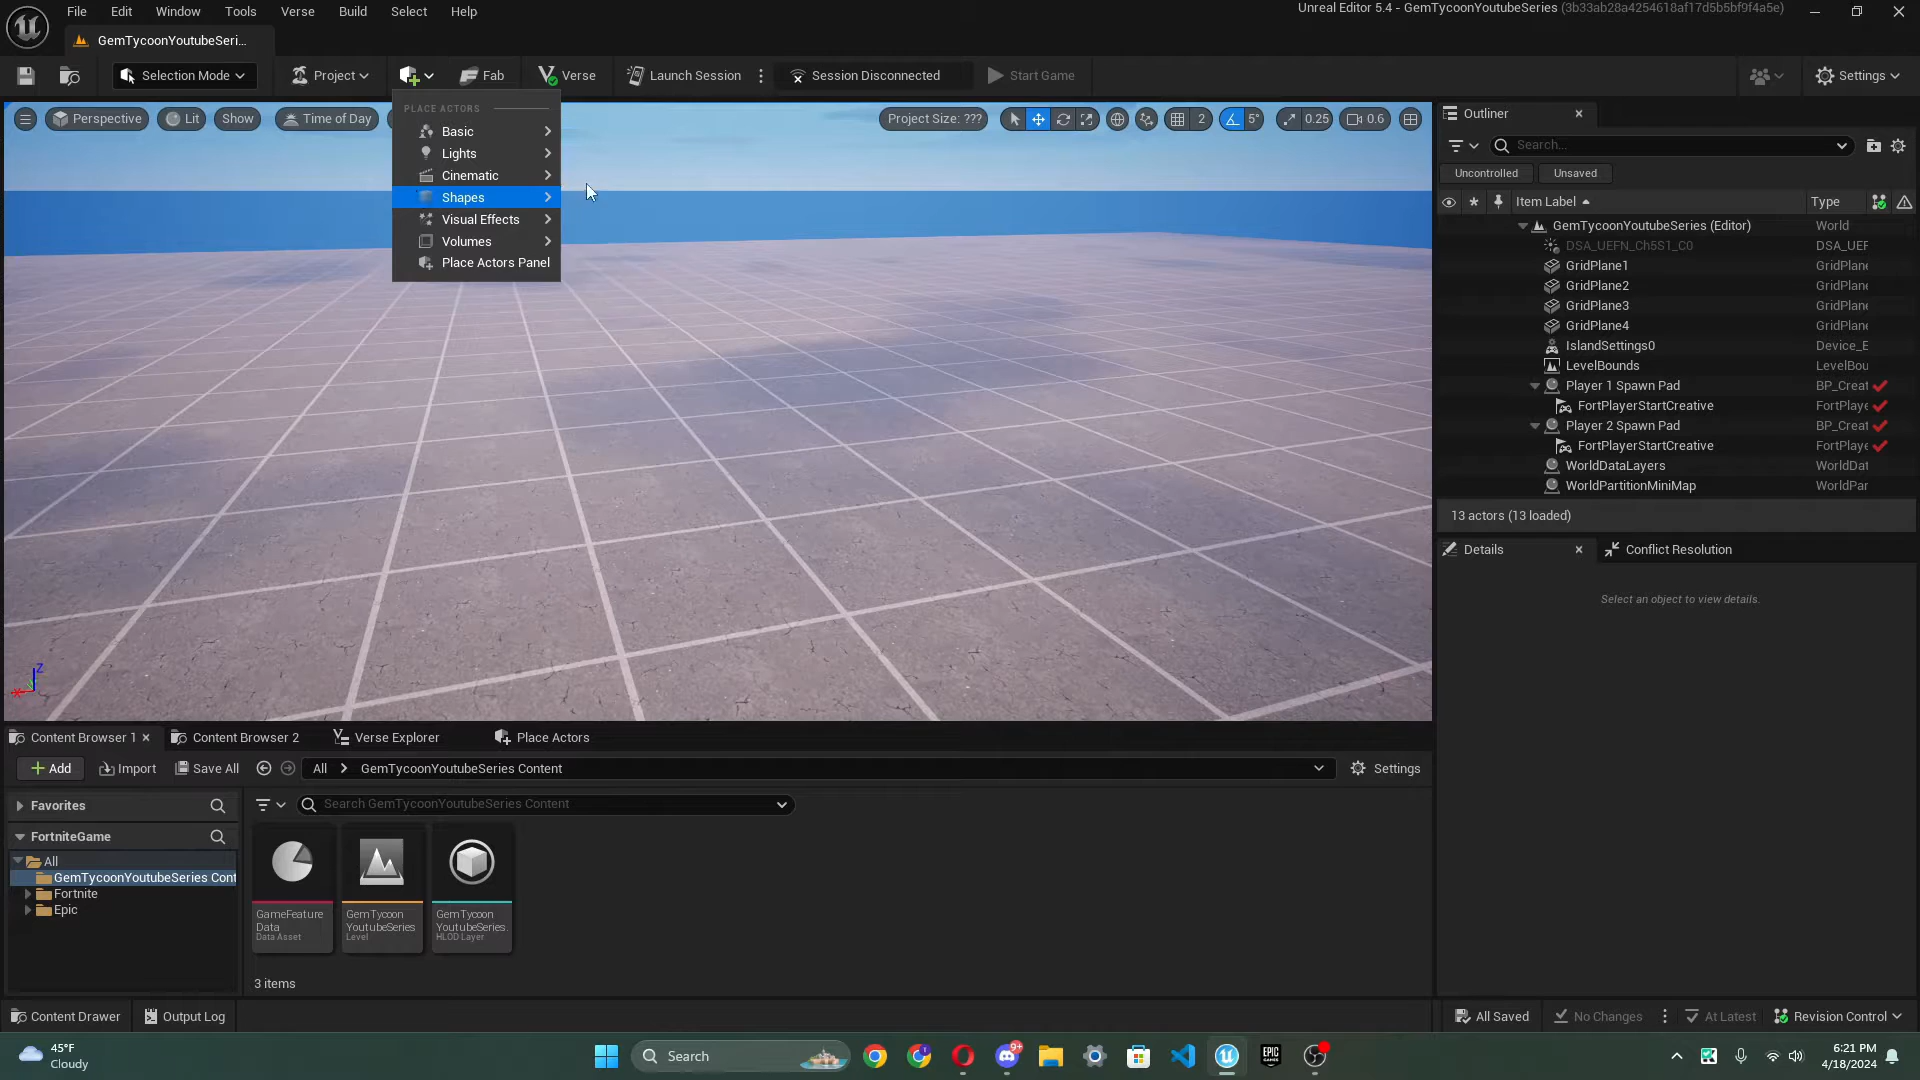 File Edit Window Tools Verse Build Select Help
Unreal Editor 5.4 - GemTycoonYoutubeSeries (3b33ab28a4254618af17d5b5bf9f4a5e)
GemTycoonYoutubeSeri...
Selection Mode Project Fab Verse Launch Session Session Disconnected Start Game Settings
PLACE ACTORS
Basic
Lights
Cinematic
Shapes
Visual Effects
Volumes
Place Actors Panel
Perspective Lit Show Time of Day Project Size: ??? 2 5° 0.25 0.6
Z
X
Outliner
Search...
Uncontrolled Unsaved
Item Label Type
GemTycoonYoutubeSeries (Editor) World
DSA_UEFN_Ch5S1_C0 DSA_UEF
GridPlane1 GridPlane
GridPlane2 GridPlane
GridPlane3 GridPlane
GridPlane4 GridPlane
IslandSettings0 Device_E
LevelBounds LevelBou
Player 1 Spawn Pad BP_Creat
FortPlayerStartCreative FortPlaye
Player 2 Spawn Pad BP_Creat
FortPlayerStartCreative FortPlaye
WorldDataLayers WorldDat
WorldPartitionMiniMap WorldPar
13 actors (13 loaded)
Details Conflict Resolution
Select an object to view details.
Content Browser 1 Content Browser 2 Verse Explorer Place Actors
Add Import Save All All GemTycoonYoutubeSeries Content Settings
Favorites
Search GemTycoonYoutubeSeries Content
FortniteGame
All
GemTycoonYoutubeSeries Cont
Fortnite
Epic
GameFeature
Data
Data Asset
GemTycoon
YoutubeSeries
Level
GemTycoon
YoutubeSeries.
HLOD Layer
3 items
Content Drawer Output Log All Saved No Changes At Latest Revision Control
45°F
Cloudy
Search
9+
EPIC
GAMES
6:21 PM
4/18/2024